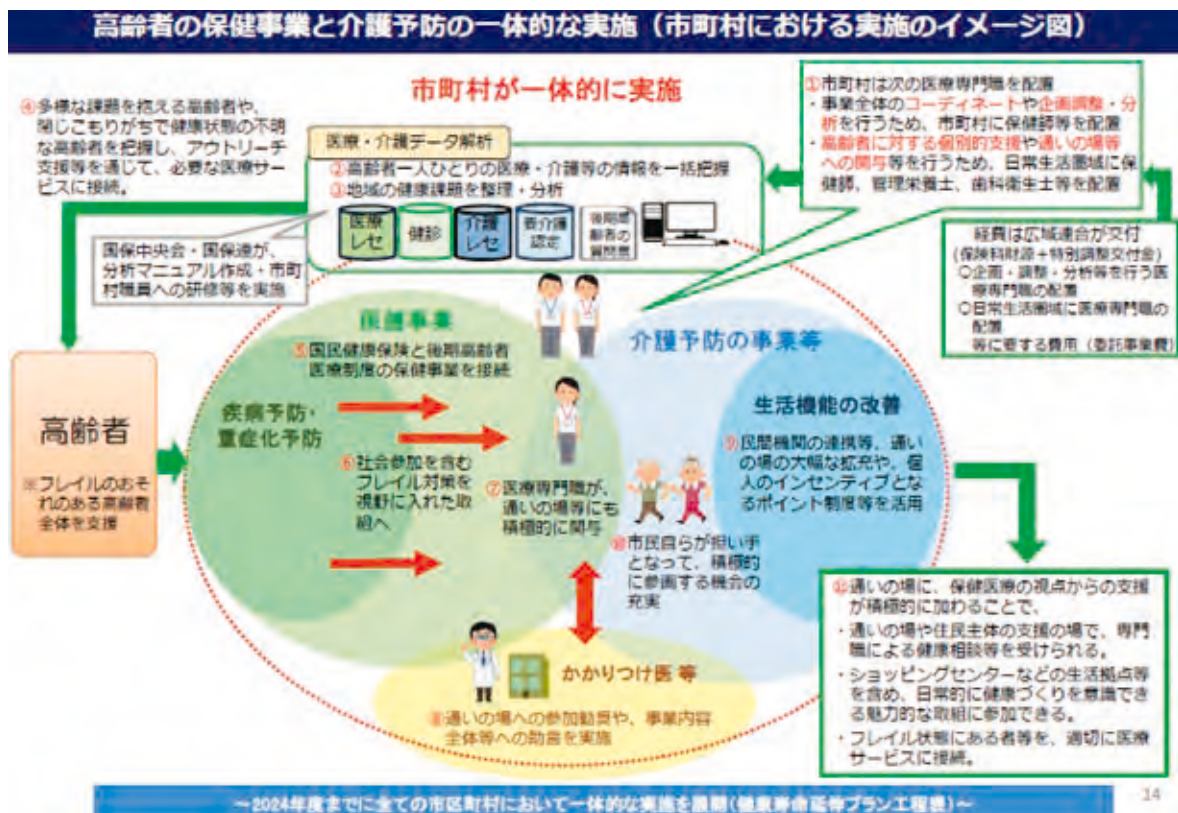 高齢者の保健事業と介護予防の一体的な実施（市町村における実施のイメージ図）
市町村が一体的に実施
④多様な課題を抱える高齢者や、
閉じこもりがちで健康状態の不明
な高齢者を把握し、アウトリーチ
支援等を通じて、必要な医療サー
ビスに接続。
医療・介護データ解析
②高齢者一人ひとりの医療・介護等の情報を一括把握
③地域の健康課題を整理・分析
医療
レセ
健診
介護
レセ
要介護
認定
後期高
齢者の
質問票
国保中央会・国保連が、
分析マニュアル作成・市町
村職員への研修等を実施
①市町村は次の医療専門職を配置
・事業全体のコーディネートや企画調整・分
析を行うため、市町村に保健師等を配置
・高齢者に対する個別的支援や通いの場等
への関与等を行うため、日常生活圏域に保
健師、管理栄養士、歯科衛生士等を配置
経費は広域連合が交付
(保険料財源＋特別調整交付金)
〇企画・調整・分析等を行う医
療専門職の配置
〇日常生活圏域に医療専門職の
配置
等に要する費用（委託事業費）
高齢者
※フレイルのおそ
れのある高齢者
全体を支援
保健事業
⑤国民健康保険と後期高齢者
医療制度の保健事業を接続
疾病予防・
重症化予防
⑥社会参加を含む
フレイル対策を
視野に入れた取
組へ
⑦医療専門職が、
通いの場等にも
積極的に関与
介護予防の事業等
生活機能の改善
⑨民間機関の連携等、通い
の場の大幅な拡充や、個
人のインセンティブとな
るポイント制度等を活用
⑩市民自らが担い手
となって、積極的
に参画する機会の
充実
かかりつけ医 等
⑧通いの場への参加勧奨や、事業内容
全体等への助言を実施
通いの場に、保健医療の視点からの支援
が積極的に加わることで、
・通いの場や住民主体の支援の場で、専門
職による健康相談等を受けられる。
・ショッピングセンターなどの生活拠点等
を含め、日常的に健康づくりを意識でき
る魅力的な取組に参加できる。
・フレイル状態にある者等を、適切に医療
サービスに接続。
～2024年度までに全ての市区町村において一体的な実施を展開(健康寿命延伸プラン工程表)～
14